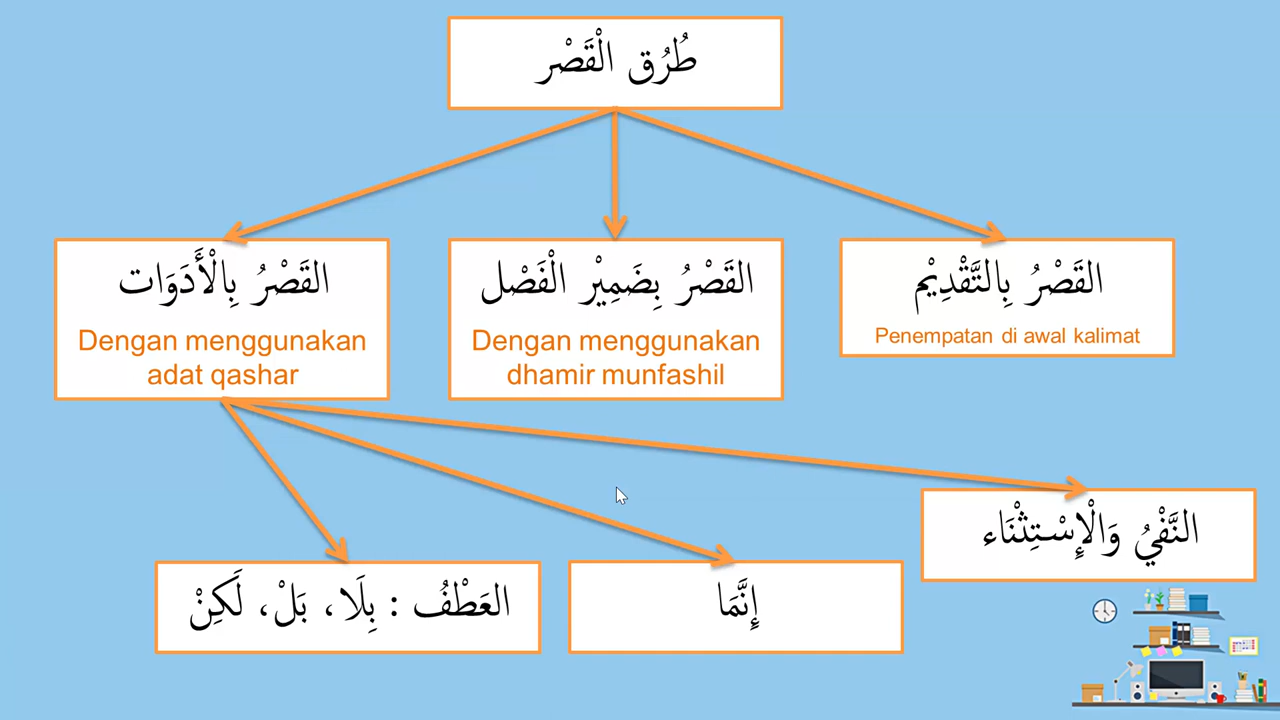 طُرُق الْقَصْر
القَصْرُ بِالتَّقْدِيْم
Penempatan di awal kalimat
القَصْرُ بِضَمِيْر الْفَصْل
Dengan menggunakan
dhamir munfashil
القَصْرُ بِالْأَدَوَات
Dengan menggunakan
adat qashar
النَّفْيُ وَالْإِسْتِثْنَاء
إِنَّمَا
العَطْفُ : بِلَا، بَلْ، لَكِنْ